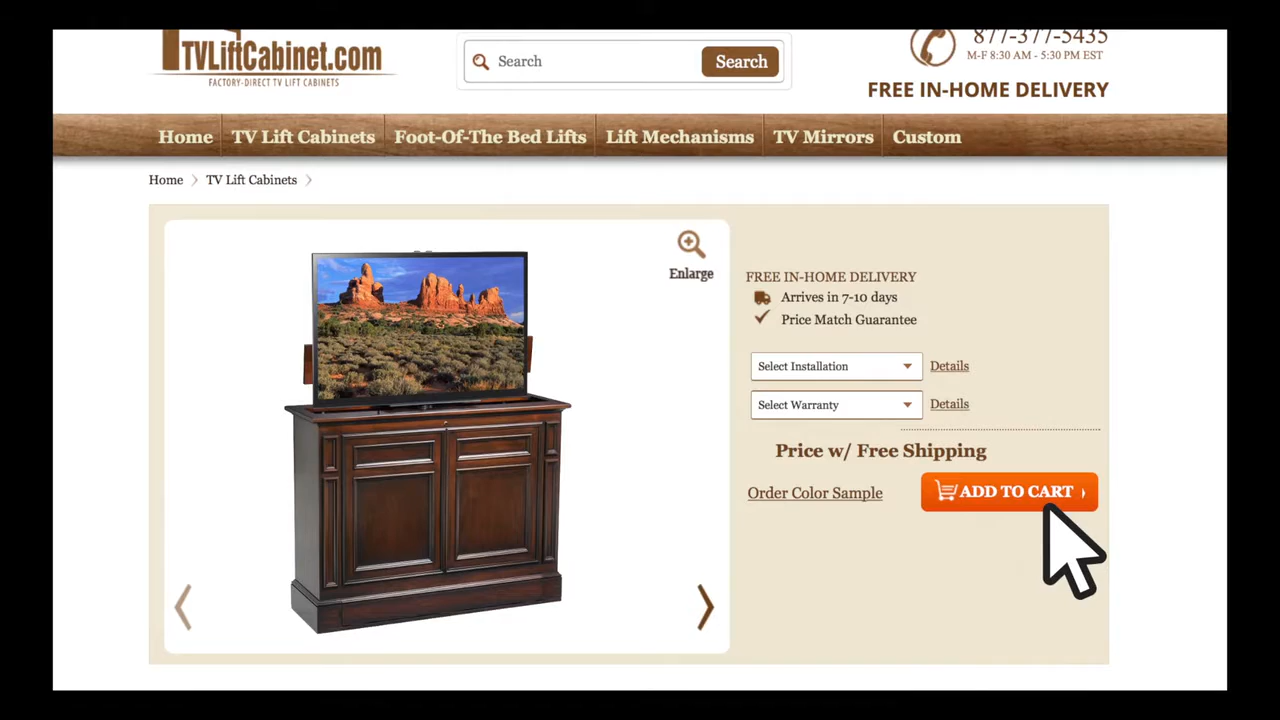 TVLiftCabinet.com
FACTORY-DIRECT TV LIFT CABINETS
Search
Search
877-377-5435
M-F 8:30 AM - 5:30 PM EST
FREE IN-HOME DELIVERY
Home
TV Lift Cabinets
Foot-Of-The Bed Lifts
Lift Mechanisms
TV Mirrors
Custom
Home
TV Lift Cabinets
Enlarge
FREE IN-HOME DELIVERY
Arrives in 7-10 days
Price Match Guarantee
Select Installation
Details
Select Warranty
Details
Price w/ Free Shipping
Order Color Sample
ADD TO CART